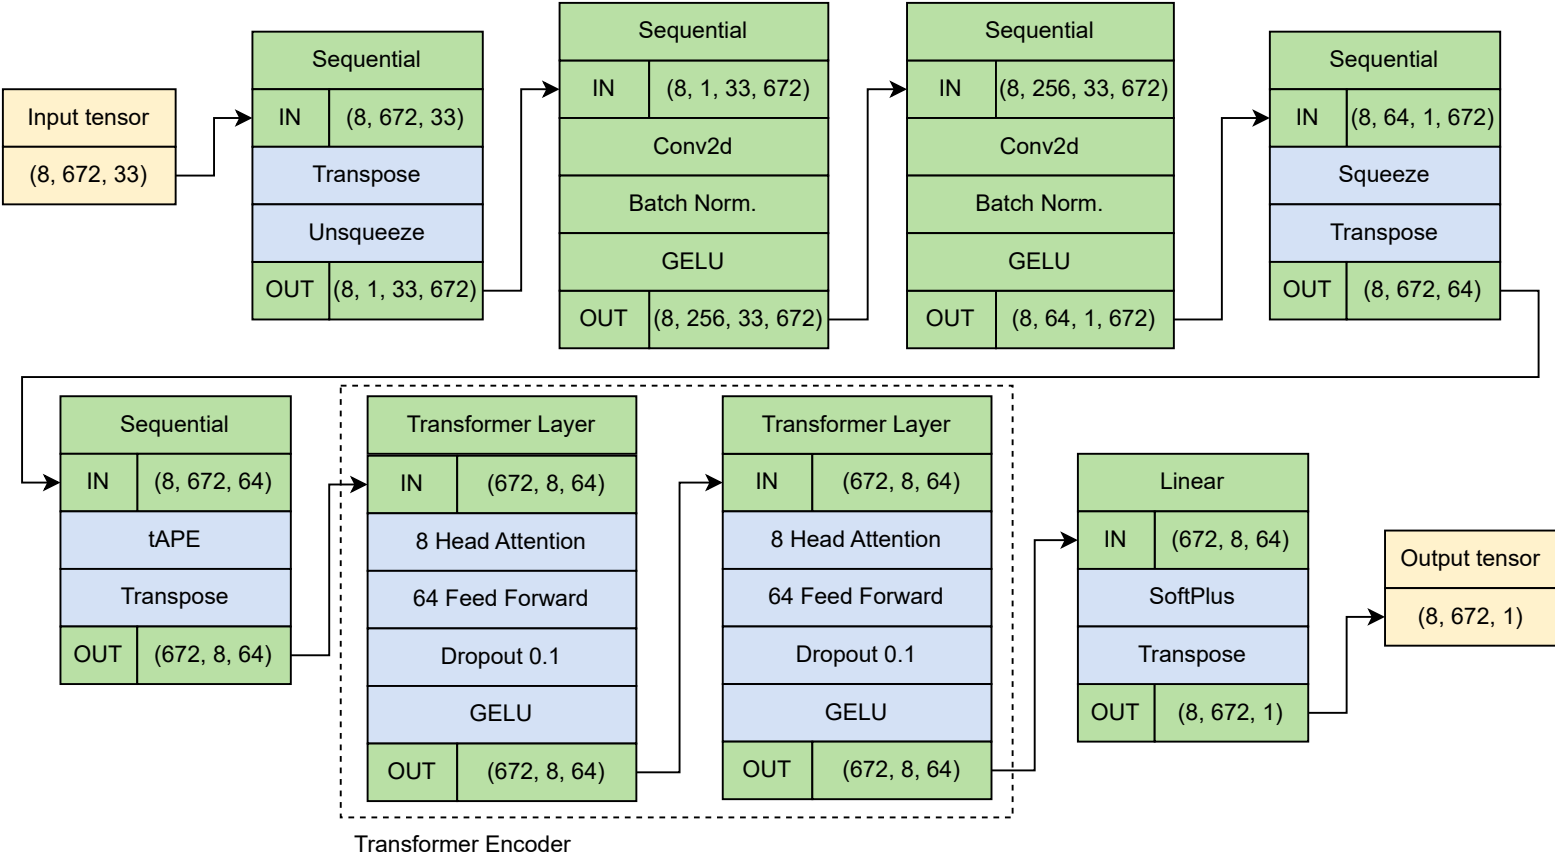 Input tensor
(8, 672, 33)
Sequential
IN (8, 672, 33)
Transpose
Unsqueeze
OUT (8, 1, 33, 672)
Sequential
IN (8, 1, 33, 672)
Conv2d
Batch Norm.
GELU
OUT (8, 256, 33, 672)
Sequential
IN (8, 256, 33, 672)
Conv2d
Batch Norm.
GELU
OUT (8, 64, 1, 672)
Sequential
IN (8, 64, 1, 672)
Squeeze
Transpose
OUT (8, 672, 64)
Sequential
IN (8, 672, 64)
tAPE
Transpose
OUT (672, 8, 64)
Transformer Layer
IN (672, 8, 64)
8 Head Attention
64 Feed Forward
Dropout 0.1
GELU
OUT (672, 8, 64)
Transformer Layer
IN (672, 8, 64)
8 Head Attention
64 Feed Forward
Dropout 0.1
GELU
OUT (672, 8, 64)
Transformer Encoder
Linear
IN (672, 8, 64)
SoftPlus
Transpose
OUT (8, 672, 1)
Output tensor
(8, 672, 1)